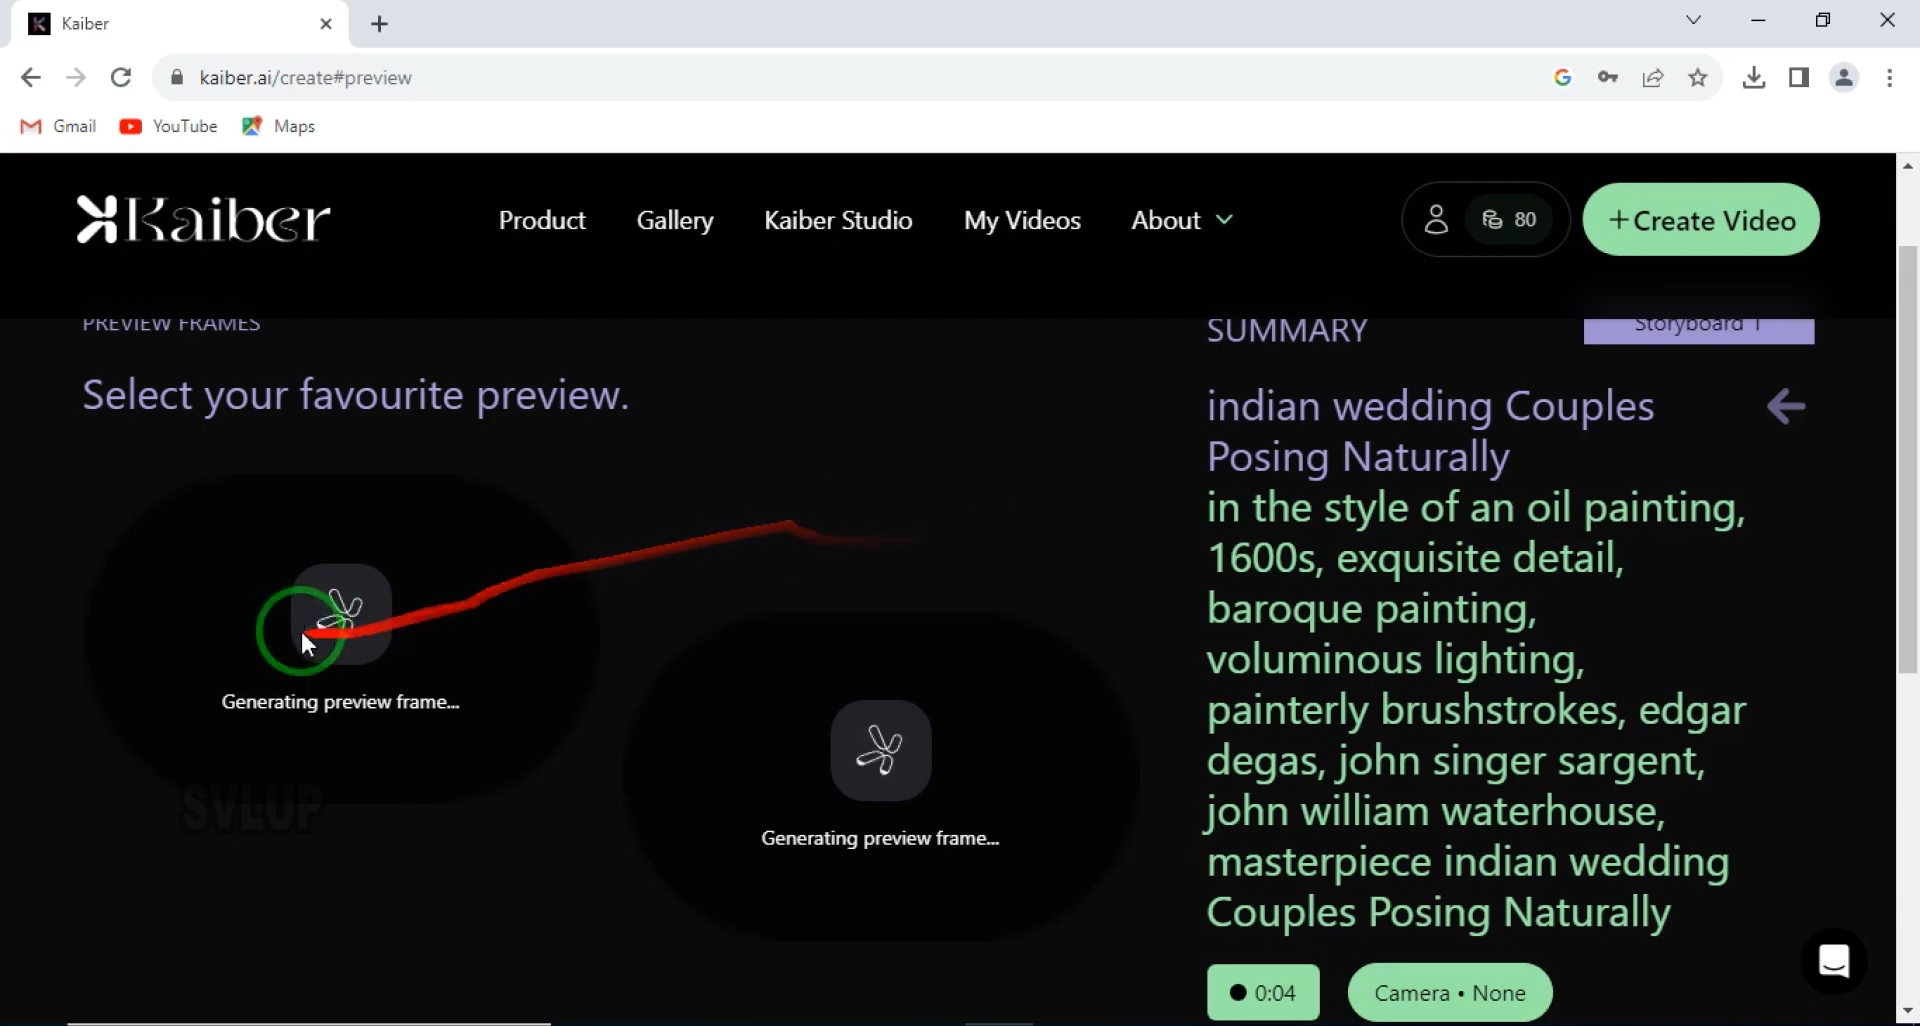 Kaiber
kaiber.ai/create#preview
Gmail
YouTube
Maps
Kaiber
Product
Gallery
Kaiber Studio
My Videos
About
80
+Create Video
PREVIEW FRAMES
SUMMARY
Storyboard 1
Select your favourite preview.
indian wedding Couples
Posing Naturally
in the style of an oil painting,
1600s, exquisite detail,
baroque painting,
voluminous lighting,
painterly brushstrokes, edgar
degas, john singer sargent,
john william waterhouse,
masterpiece indian wedding
Couples Posing Naturally
Generating preview frame...
SVLUP
Generating preview frame...
0:04
Camera • None